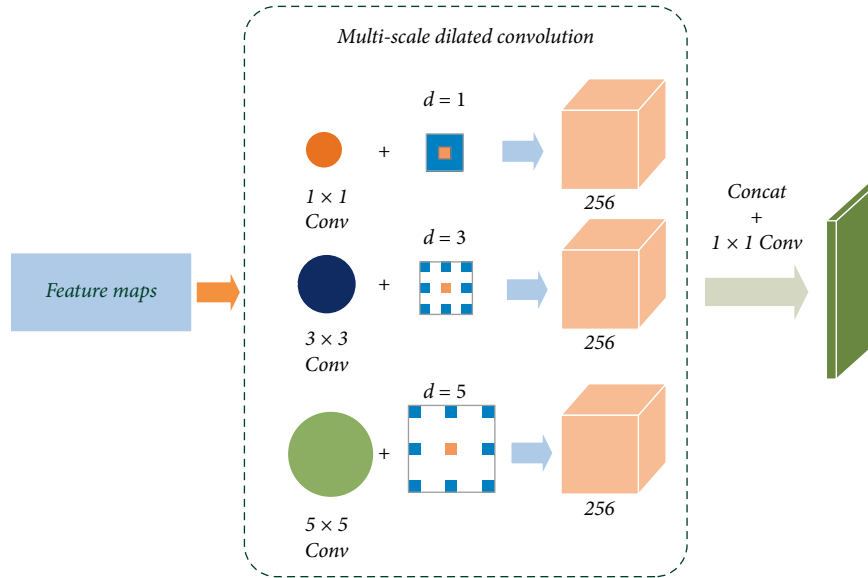 Multi-scale dilated convolution
d = 1
+
1 × 1
Conv
256
d = 3
+
3 × 3
Conv
256
d = 5
+
5 × 5
Conv
256
Feature maps
Concat
+
1 × 1 Conv